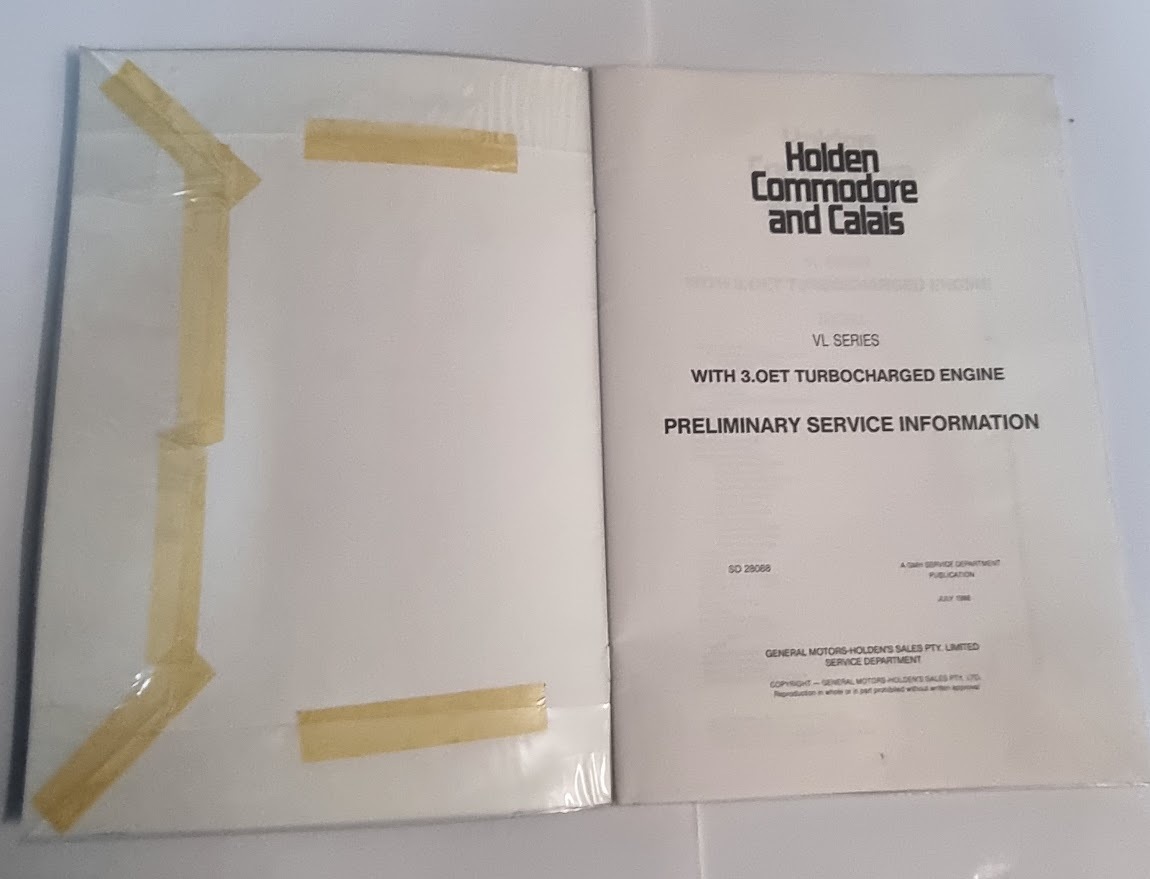 Holden
Commodore
and Calais
VL SERIES
WITH 3.OET TURBOCHARGED ENGINE
PRELIMINARY SERVICE INFORMATION
SD 28068
A GMH SERVICE DEPARTMENT
PUBLICATION
JULY 1986
GENERAL MOTORS-HOLDEN'S SALES PTY. LIMITED
SERVICE DEPARTMENT
COPYRIGHT — GENERAL MOTORS-HOLDEN'S SALES PTY. LTD.
Reproduction in whole or in part prohibited without written approval